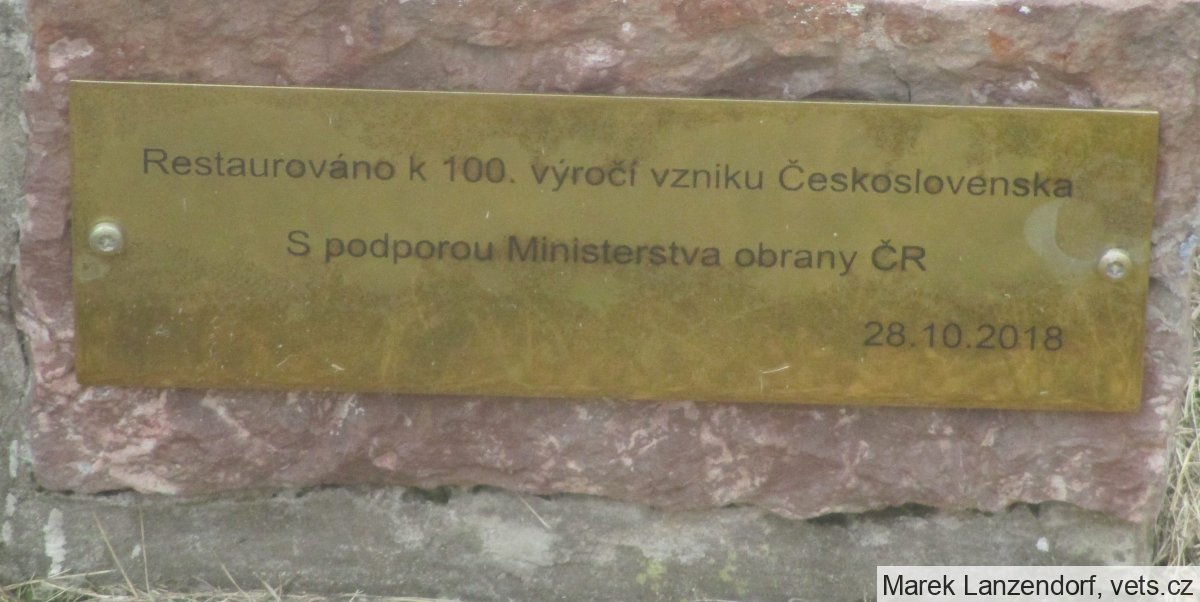 Restaurováno k 100. výročí vzniku Československa
S podporou Ministerstva obrany ČR
28.10.2018
Marek Lanzendorf, vets.cz